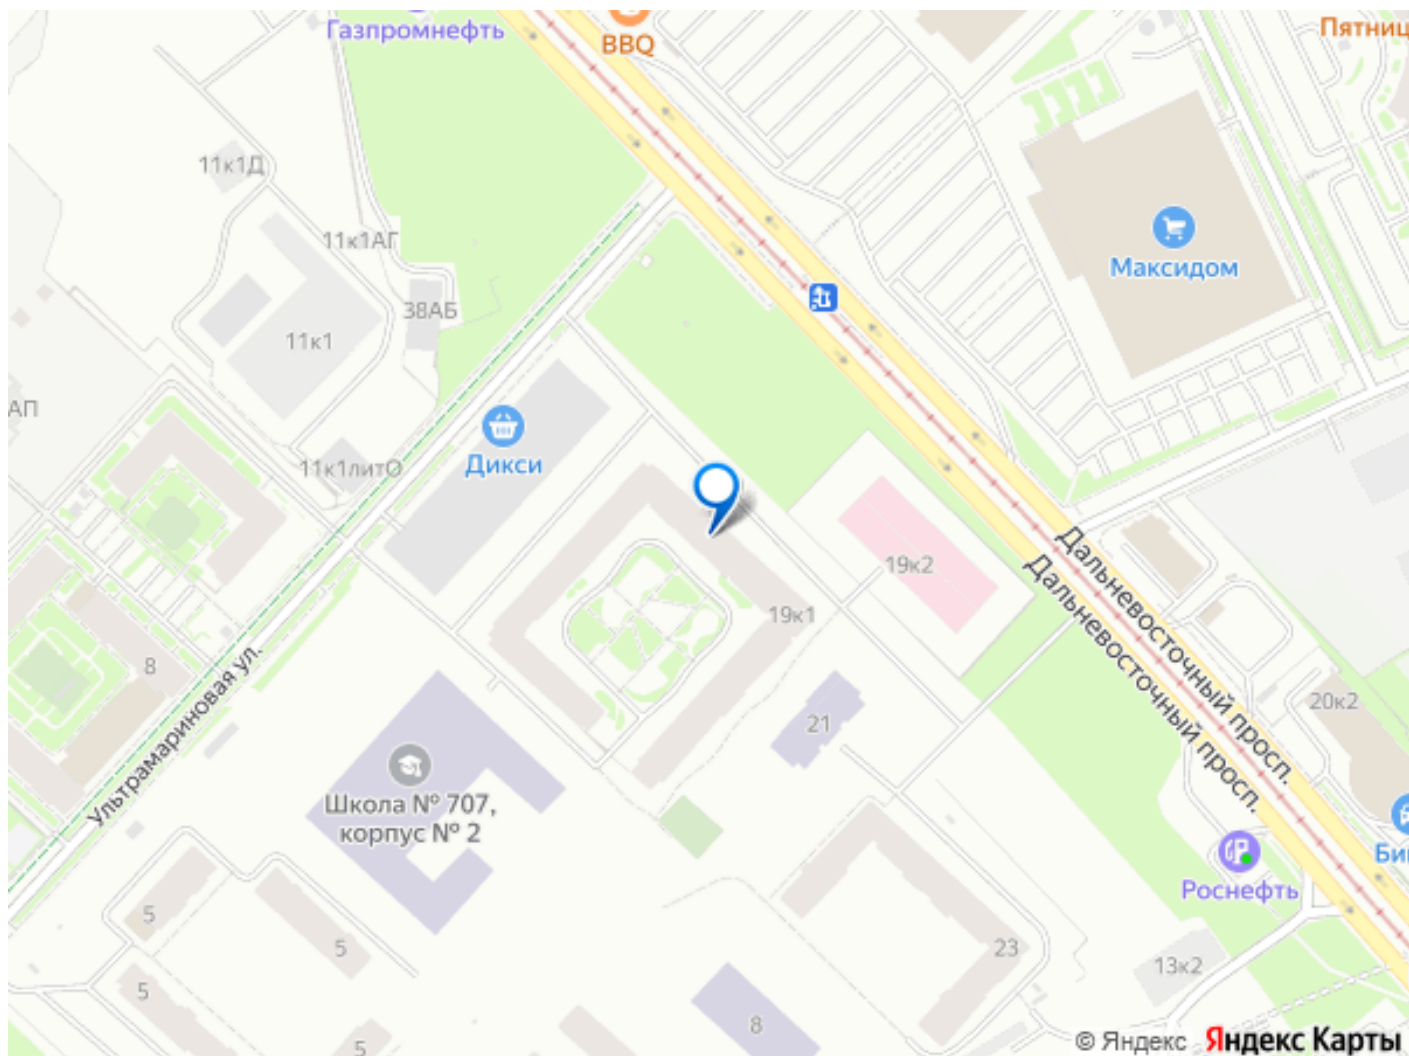 Газпромнефть
BBQ
Пятниц
11к1Д
11к1АГ
Максидом
38АБ
11к1
АП
Дикси
11к1литО
19к2
Дальневосточный просп.
Дальневосточный просп.
19к1
8
Ультрамариновая ул.
20к2
21
Школа № 707,
корпус № 2
Би
Роснефть
5
5
23
13к2
5
8
5
© Яндекс Яндекс Карты